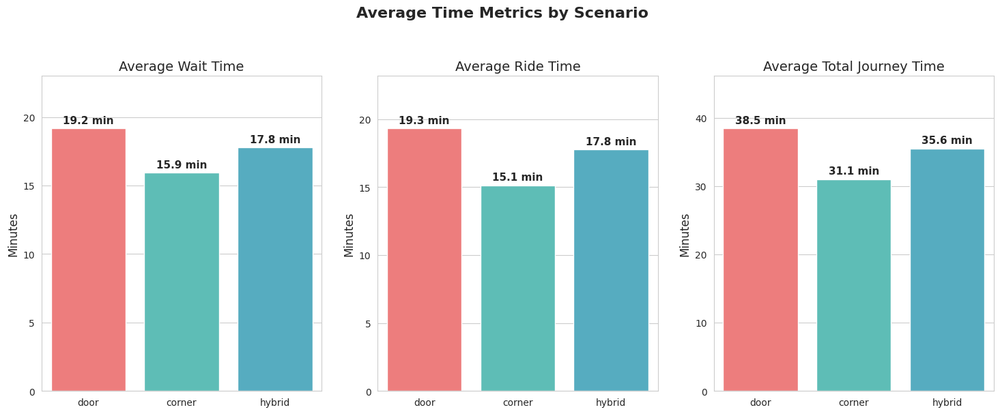 Average Time Metrics by Scenario
Average Wait Time
Minutes
20
15
10
5
0
19.2 min
15.9 min
17.8 min
door
corner
hybrid
Average Ride Time
Minutes
20
15
10
5
0
19.3 min
15.1 min
17.8 min
door
corner
hybrid
Average Total Journey Time
Minutes
40
30
20
10
0
38.5 min
31.1 min
35.6 min
door
corner
hybrid